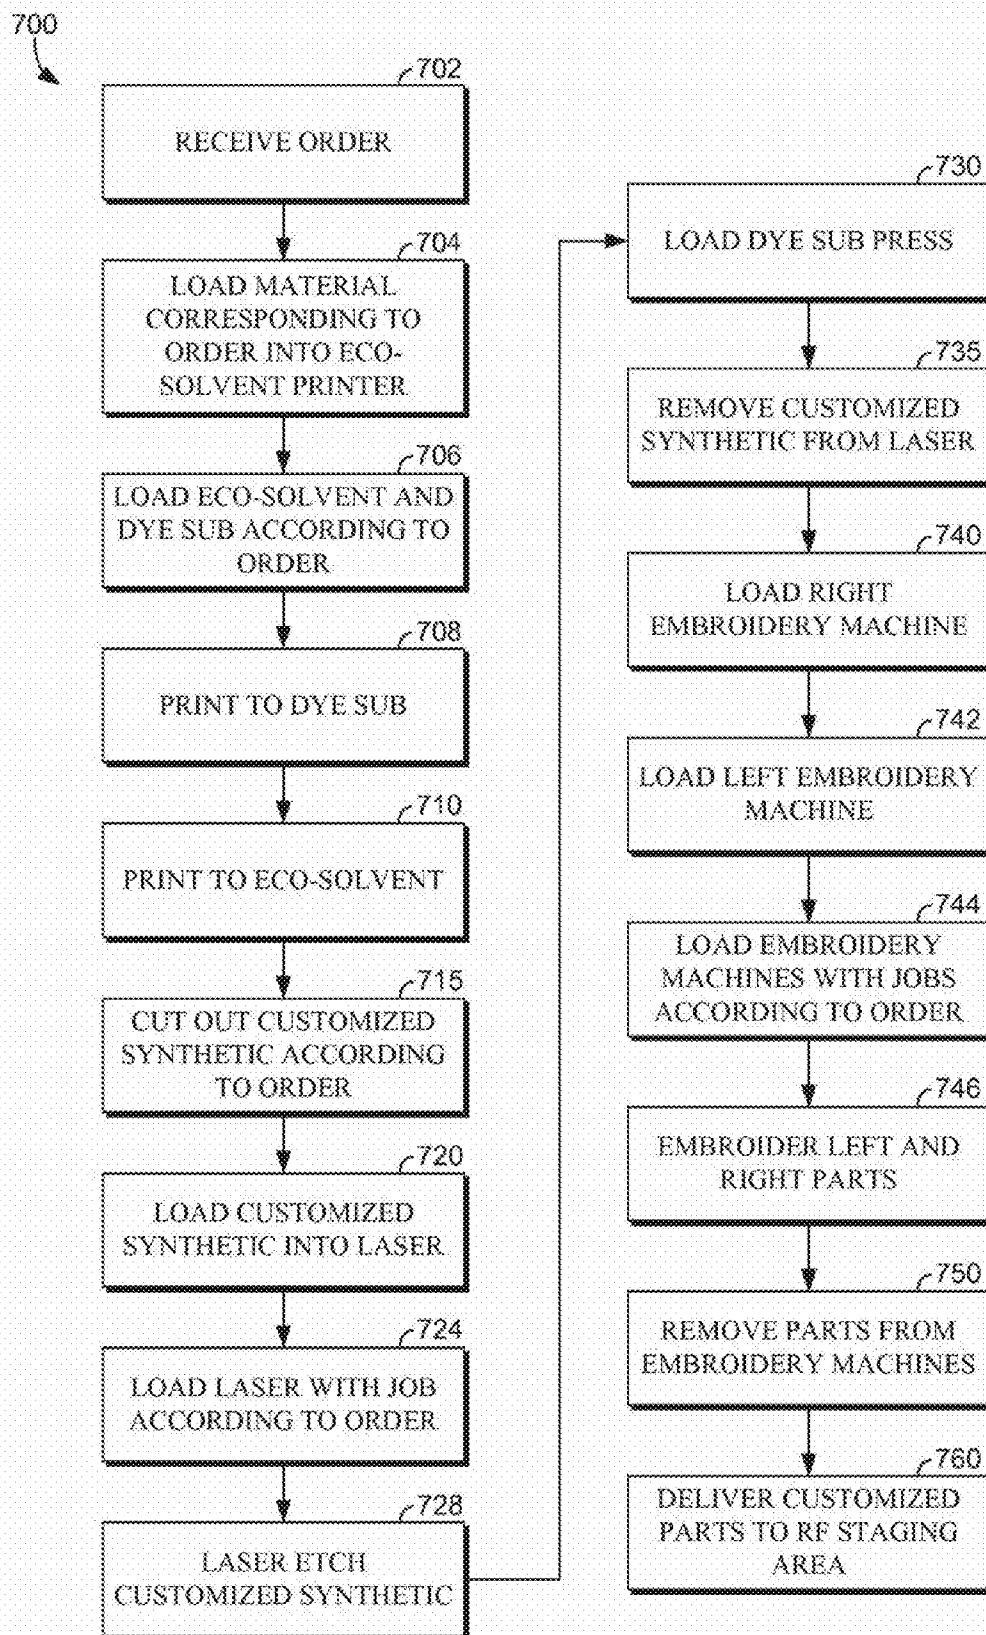 700
702
RECEIVE ORDER
704
LOAD MATERIAL
CORRESPONDING TO
ORDER INTO ECO-
SOLVENT PRINTER
706
LOAD ECO-SOLVENT AND
DYE SUB ACCORDING TO
ORDER
708
PRINT TO DYE SUB
710
PRINT TO ECO-SOLVENT
715
CUT OUT CUSTOMIZED
SYNTHETIC ACCORDING
TO ORDER
720
LOAD CUSTOMIZED
SYNTHETIC INTO LASER
724
LOAD LASER WITH JOB
ACCORDING TO ORDER
728
LASER ETCH
CUSTOMIZED SYNTHETIC
730
LOAD DYE SUB PRESS
735
REMOVE CUSTOMIZED
SYNTHETIC FROM LASER
740
LOAD RIGHT
EMBROIDERY MACHINE
742
LOAD LEFT EMBROIDERY
MACHINE
744
LOAD EMBROIDERY
MACHINES WITH JOBS
ACCORDING TO ORDER
746
EMBROIDER LEFT AND
RIGHT PARTS
750
REMOVE PARTS FROM
EMBROIDERY MACHINES
760
DELIVER CUSTOMIZED
PARTS TO RF STAGING
AREA